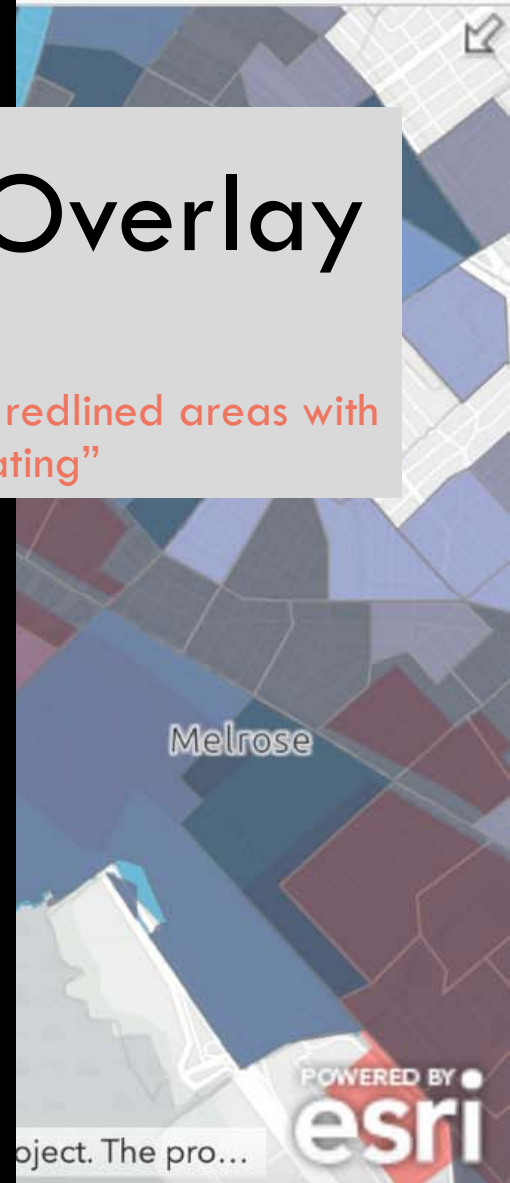 Overlay
redlined areas with
ating”
Melrose
POWERED BY
esri
oject. The pro...